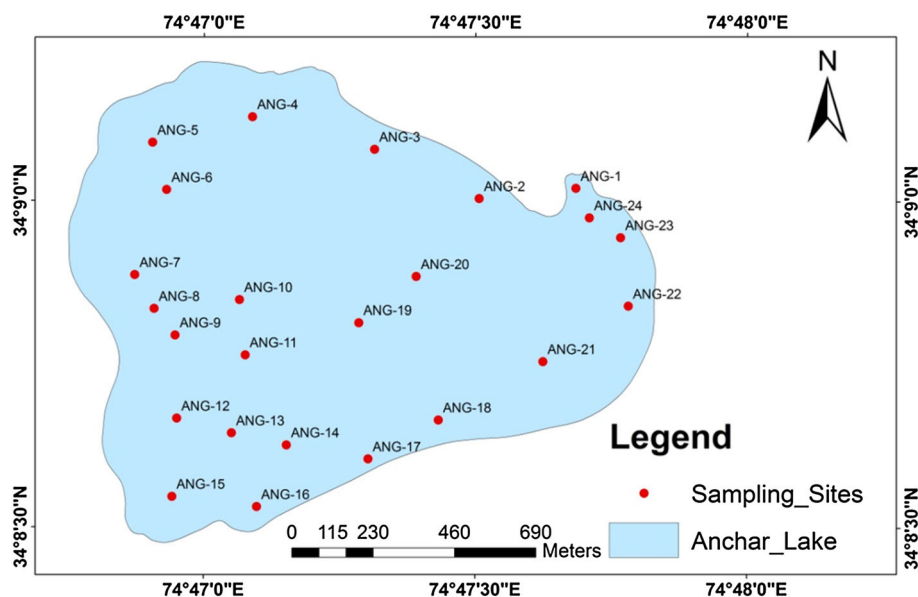 74°47'0"E 74°47'30"E 74°48'0"E
N
ANG-4
ANG-5
ANG-3
ANG-6
ANG-1
ANG-2
34°9'0"N 34°9'0"N
ANG-24
ANG-23
ANG-7
ANG-20
ANG-10
ANG-8
ANG-22
ANG-19
ANG-9
ANG-11
ANG-21
ANG-12
ANG-18
ANG-13
ANG-14
Legend
ANG-17
ANG-15
Sampling_Sites
ANG-16
34°8'30"N 34°8'30"N
0 115 230 460 690
Meters
Anchar_Lake
74°47'0"E 74°47'30"E 74°48'0"E